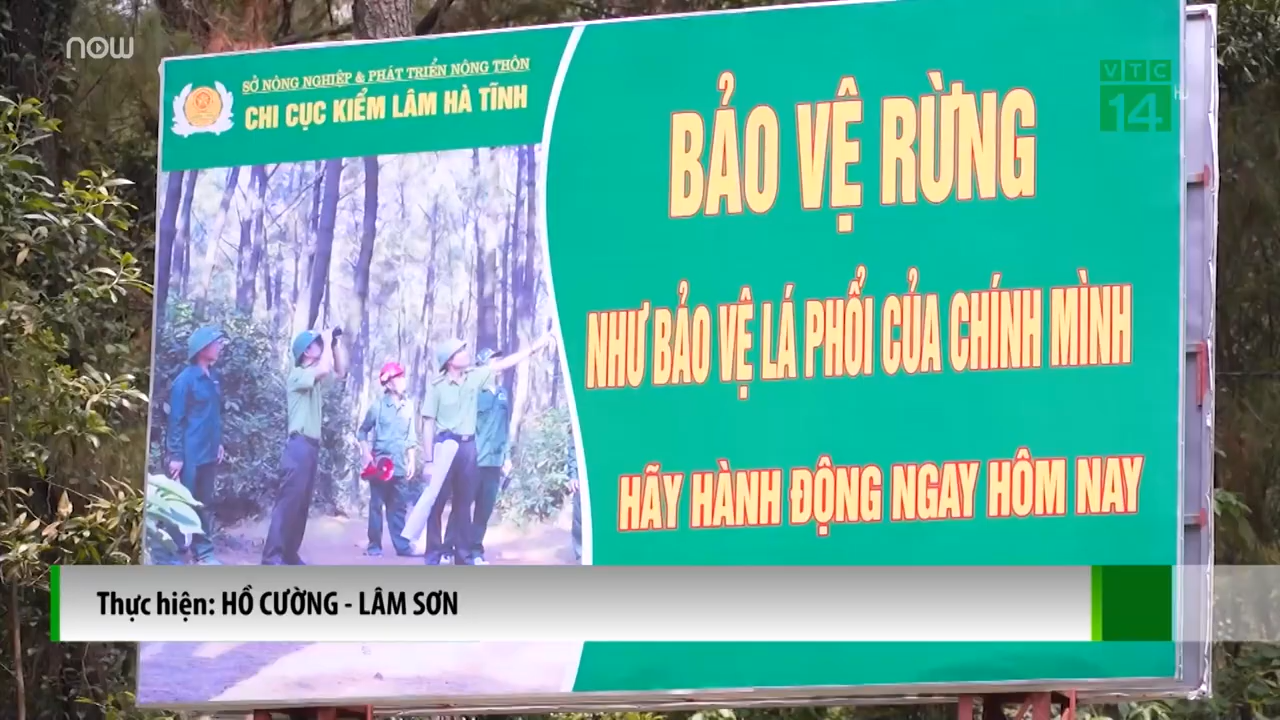 now
VTC
14
SỞ NÔNG NGHIỆP & PHÁT TRIỂN NÔNG THÔN
CHI CỤC KIỂM LÂM HÀ TĨNH
BẢO VỆ RỪNG
NHƯ BẢO VỆ LÁ PHỔI CỦA CHÍNH MÌNH
HÃY HÀNH ĐỘNG NGAY HÔM NAY
Thực hiện: HỒ CƯỜNG - LÂM SƠN